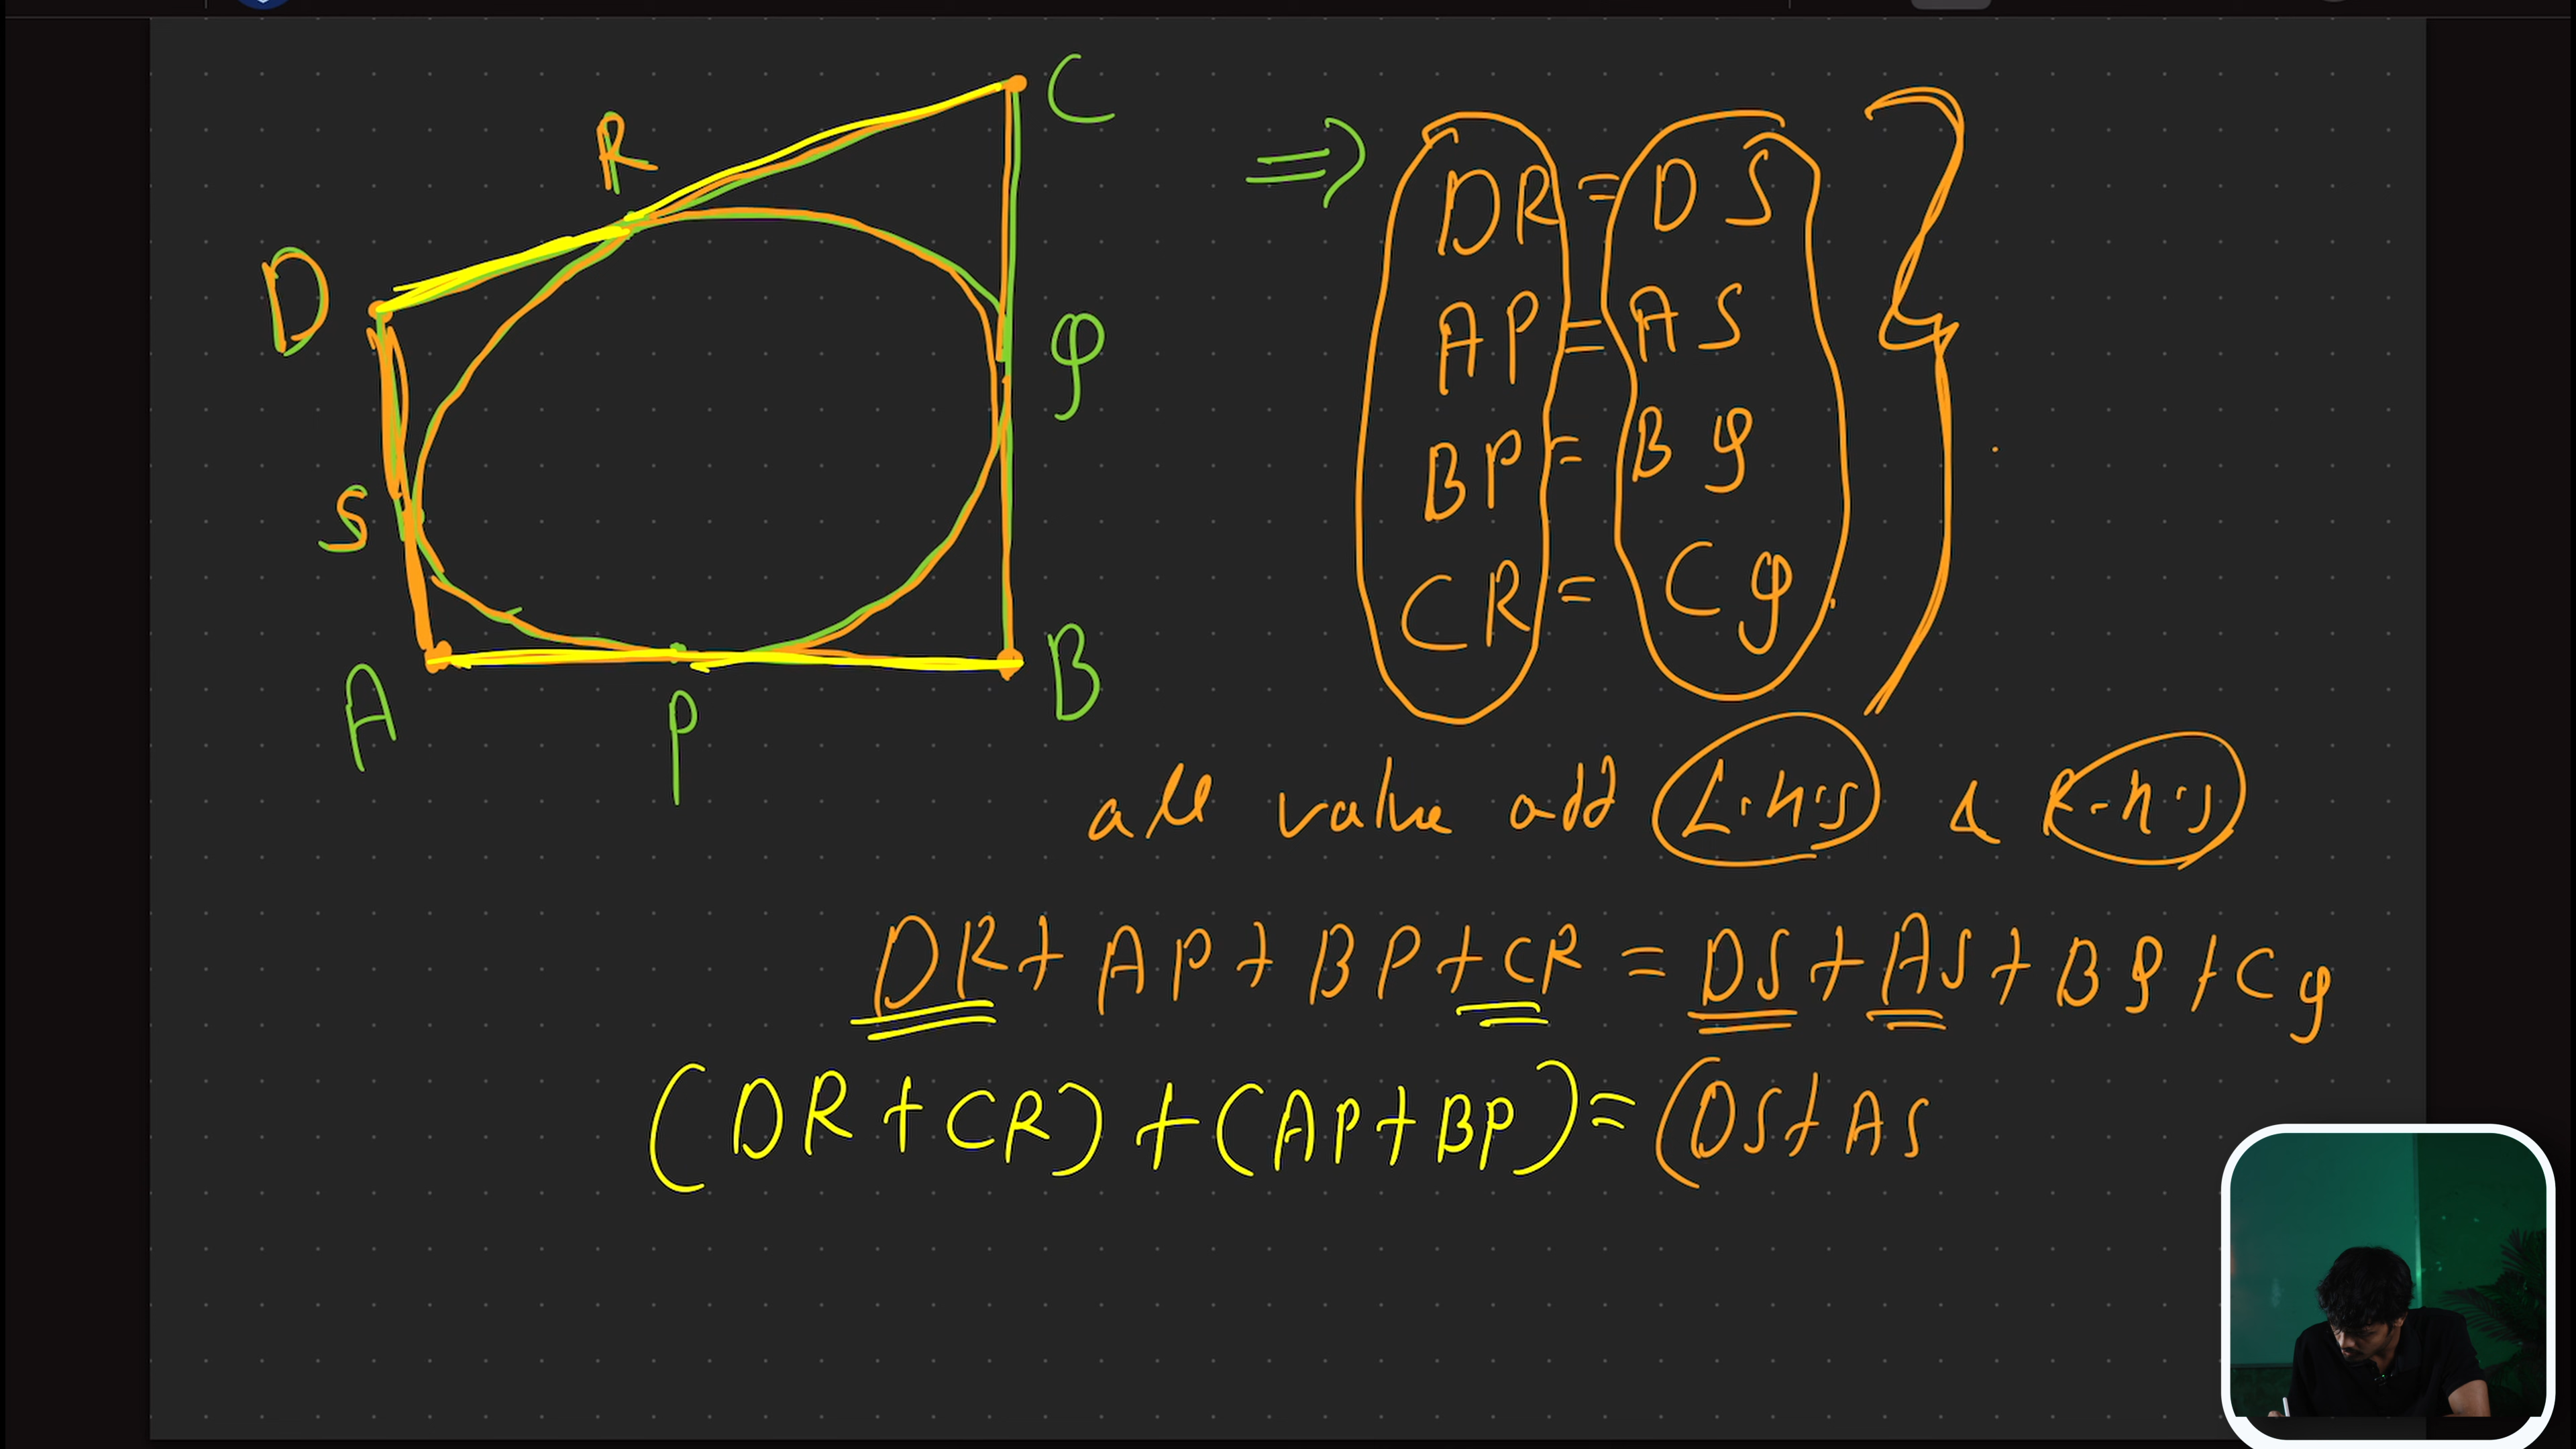 C
R
D
Q
S
A
P
B
⇒ DR = DS
AP = AS
BP = BQ
CR = CQ
all value add L.H.S & R.H.S
DR + AP + BP + CR = DS + AS + BQ + CQ
(DR + CR) + (AP + BP) = (DS + AS